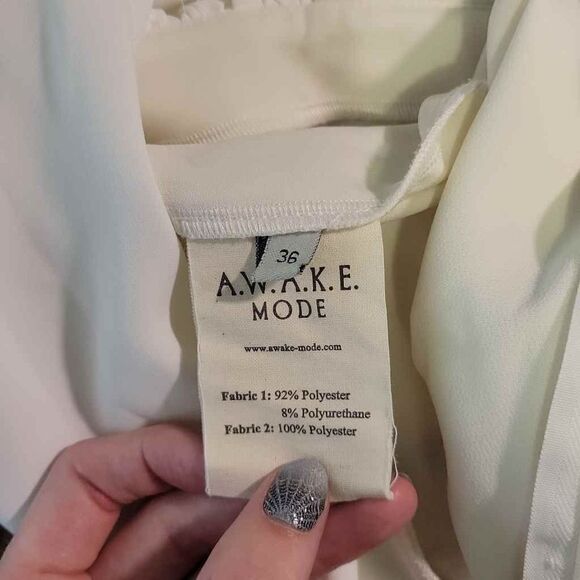 36
A.W.A.K.E.
MODE
www.awake-mode.com
Fabric 1: 92% Polyester
8% Polyurethane
Fabric 2: 100% Polyester